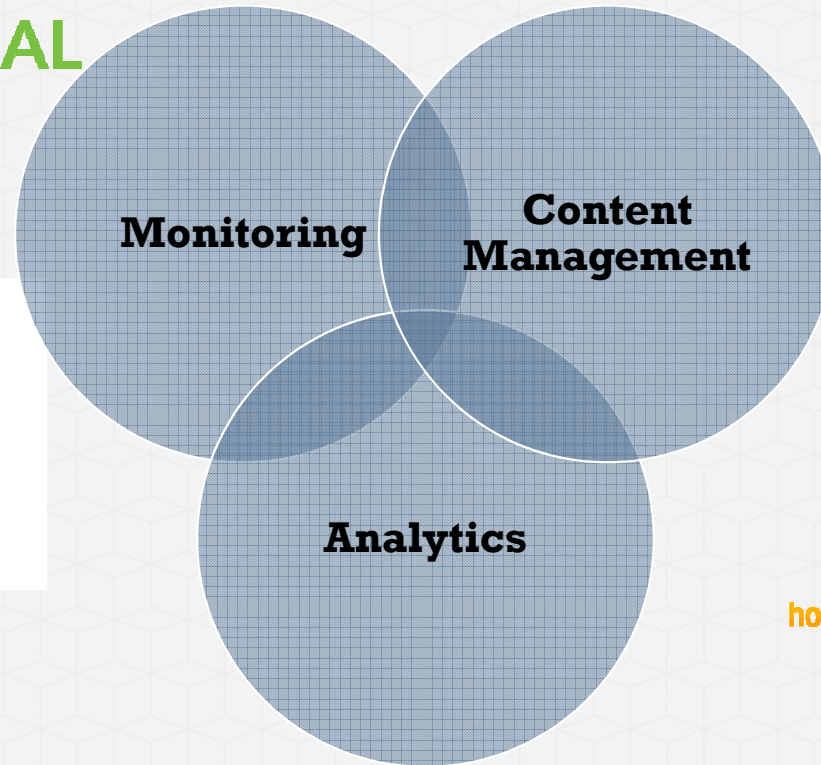 AL
Monitoring
Content
Management
Analytics
ho